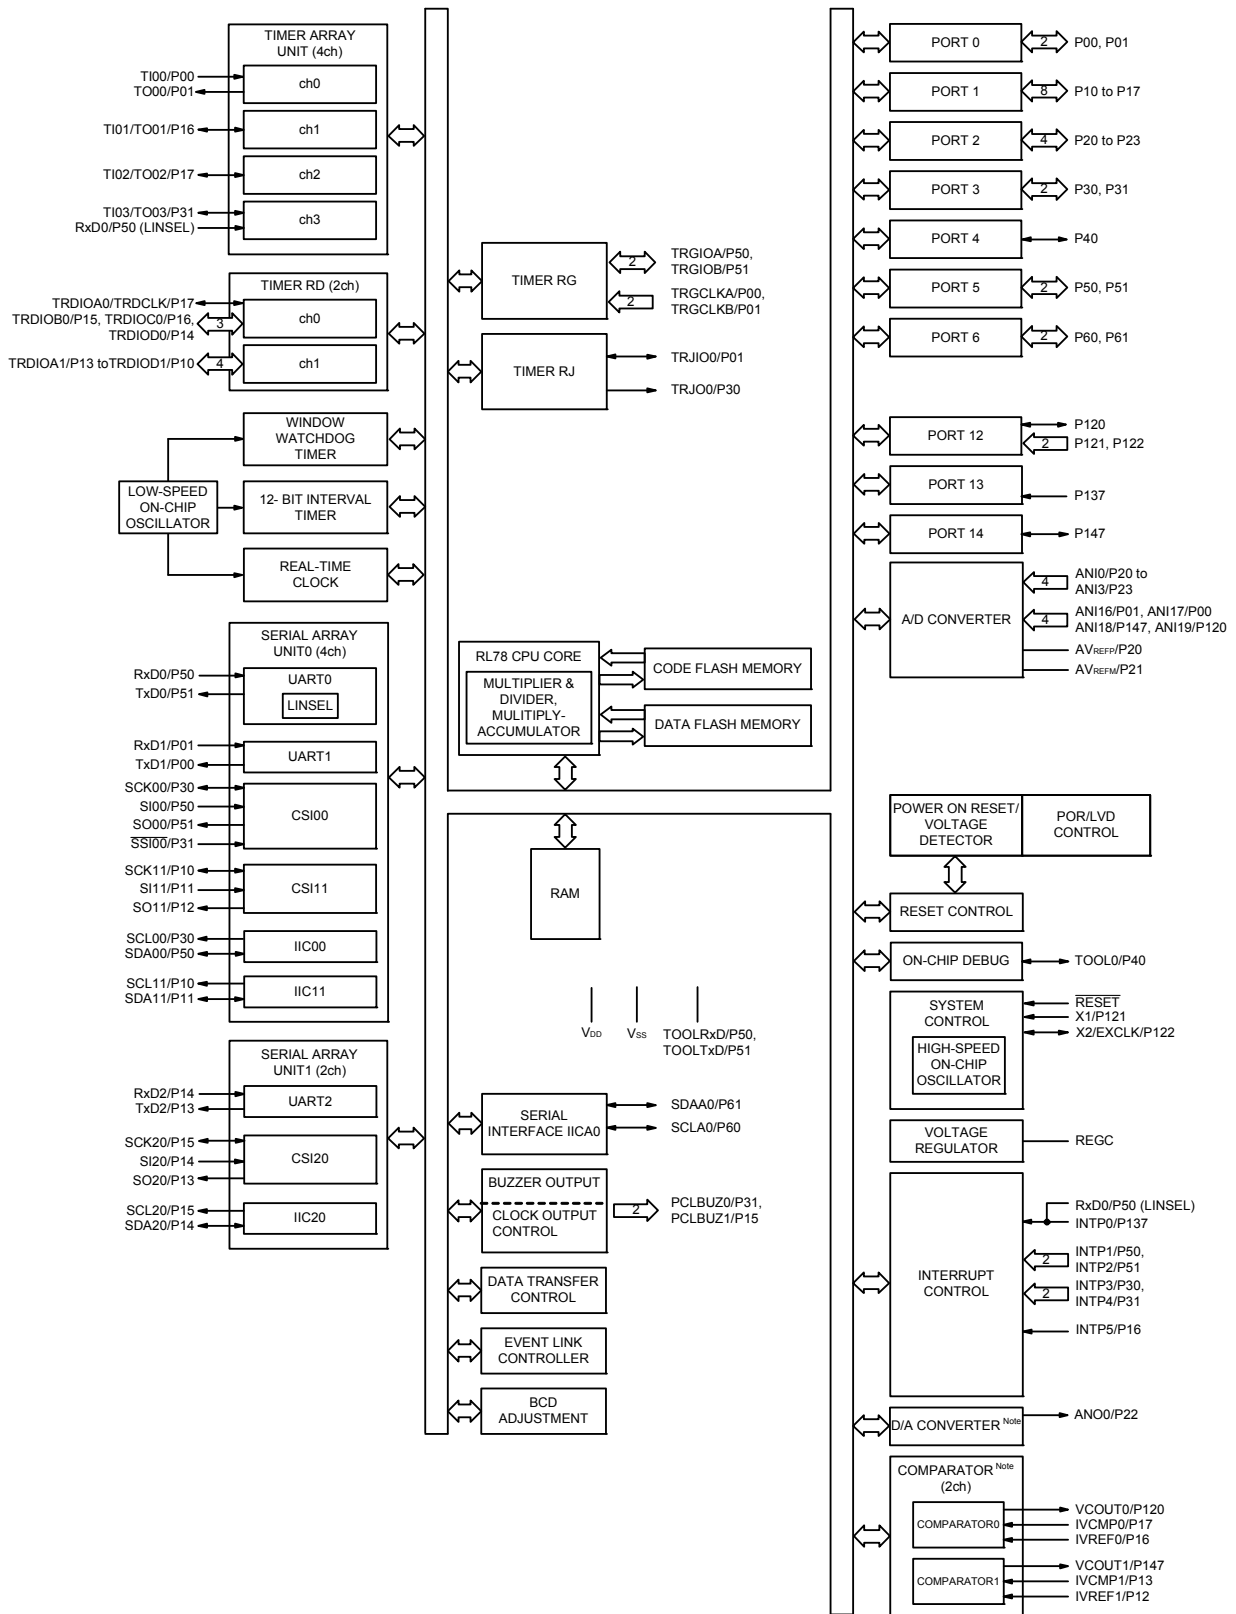 TIMER ARRAY
UNIT (4ch)
TI00/P00
TO00/P01
ch0
TI01/TO01/P16
ch1
TI02/TO02/P17
ch2
TI03/TO03/P31
RxD0/P50 (LINSEL)
ch3
TIMER RD (2ch)
TRDIOA0/TRDCLK/P17
TRDIOB0/P15, TRDIOC0/P16,
TRDIOD0/P14
3
ch0
TRDIOA1/P13 toTRDIOD1/P10
4
ch1
WINDOW
WATCHDOG
TIMER
LOW-SPEED
ON-CHIP
OSCILLATOR
12- BIT INTERVAL
TIMER
REAL-TIME
CLOCK
SERIAL ARRAY
UNIT0 (4ch)
RxD0/P50
TxD0/P51
UART0
LINSEL
RxD1/P01
TxD1/P00
UART1
SCK00/P30
SI00/P50
SO00/P51
SSI00/P31
CSI00
SCK11/P10
SI11/P11
SO11/P12
CSI11
SCL00/P30
SDA00/P50
IIC00
SCL11/P10
SDA11/P11
IIC11
SERIAL ARRAY
UNIT1 (2ch)
RxD2/P14
TxD2/P13
UART2
SCK20/P15
SI20/P14
SO20/P13
CSI20
SCL20/P15
SDA20/P14
IIC20
TIMER RG
2
TRGIOA/P50,
TRGIOB/P51
2
TRGCLKA/P00,
TRGCLKB/P01
TIMER RJ
TRJIO0/P01
TRJO0/P30
RL78 CPU CORE
MULTIPLIER &
DIVIDER,
MULITIPLY-
ACCUMULATOR
CODE FLASH MEMORY
DATA FLASH MEMORY
RAM
VDD
VSS
TOOLRxD/P50,
TOOLTxD/P51
SERIAL
INTERFACE IICA0
SDAA0/P61
SCLA0/P60
BUZZER OUTPUT
CLOCK OUTPUT
CONTROL
2
PCLBUZ0/P31,
PCLBUZ1/P15
DATA TRANSFER
CONTROL
EVENT LINK
CONTROLLER
BCD
ADJUSTMENT
PORT 0
2
P00, P01
PORT 1
8
P10 to P17
PORT 2
4
P20 to P23
PORT 3
2
P30, P31
PORT 4
P40
PORT 5
2
P50, P51
PORT 6
2
P60, P61
PORT 12
P120
2
P121, P122
PORT 13
P137
PORT 14
P147
A/D CONVERTER
4
ANI0/P20 to
ANI3/P23
4
ANI16/P01, ANI17/P00
ANI18/P147, ANI19/P120
AVREFP/P20
AVREFM/P21
POWER ON RESET/
VOLTAGE
DETECTOR
POR/LVD
CONTROL
RESET CONTROL
ON-CHIP DEBUG
TOOL0/P40
SYSTEM
CONTROL
HIGH-SPEED
ON-CHIP
OSCILLATOR
RESET
X1/P121
X2/EXCLK/P122
VOLTAGE
REGULATOR
REGC
INTERRUPT
CONTROL
RxD0/P50 (LINSEL)
INTP0/P137
2
INTP1/P50,
INTP2/P51
2
INTP3/P30,
INTP4/P31
INTP5/P16
D/A CONVERTER Note
ANO0/P22
COMPARATOR Note
(2ch)
COMPARATOR0
VCOUT0/P120
IVCMP0/P17
IVREF0/P16
COMPARATOR1
VCOUT1/P147
IVCMP1/P13
IVREF1/P12